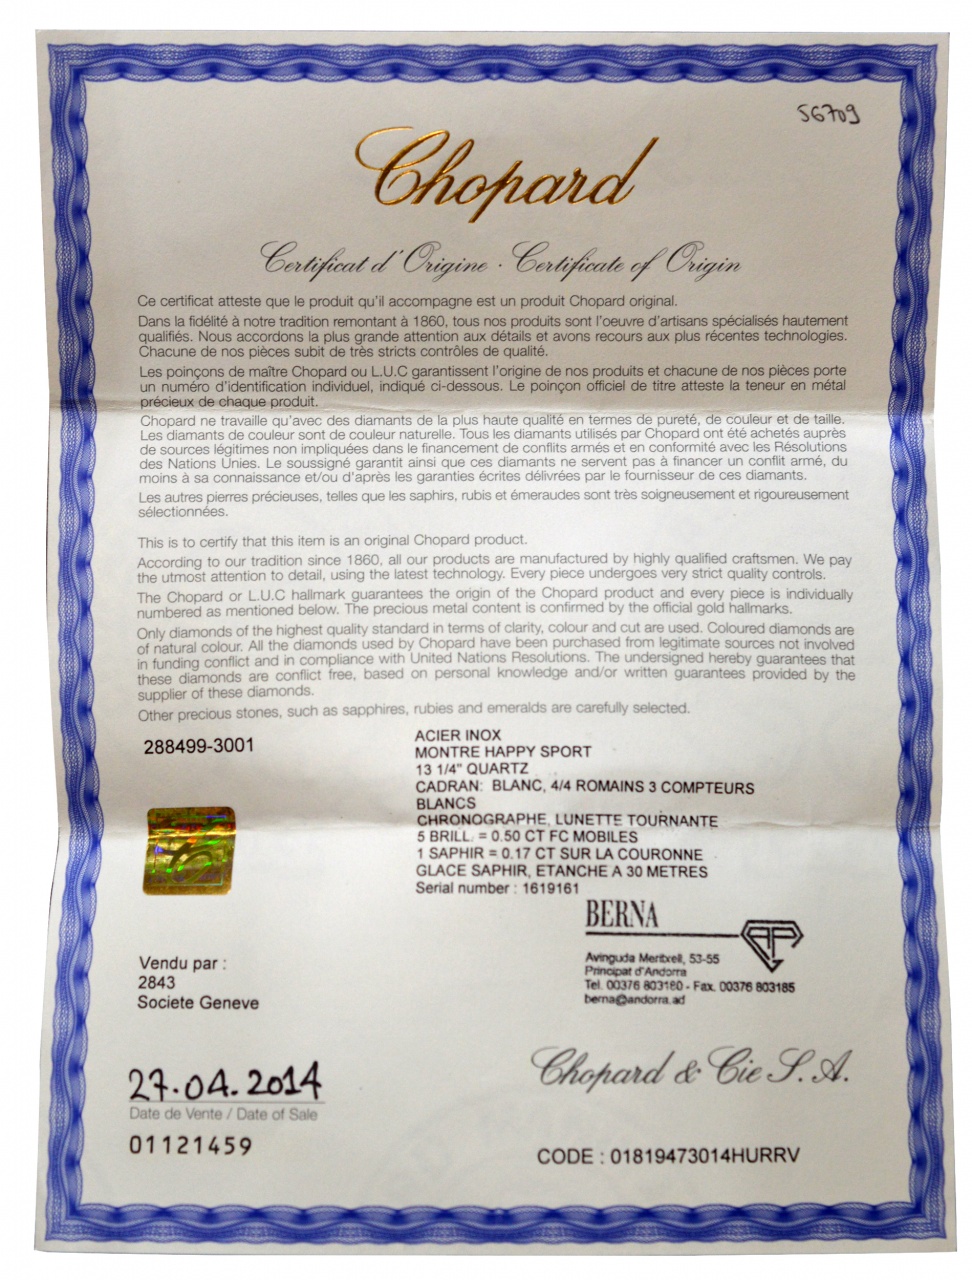 56709
Chopard
Certificat d'Origine · Certificate of Origin
Ce certificat atteste que le produit qu'il accompagne est un produit Chopard original.
Dans la fidélité à notre tradition remontant à 1860, tous nos produits sont l'oeuvre d'artisans spécialisés hautement
qualifiés. Nous accordons la plus grande attention aux détails et avons recours aux plus récentes technologies.
Chacune de nos pièces subit de très stricts contrôles de qualité.
Les poinçons de maître Chopard ou L.U.C garantissent l'origine de nos produits et chacune de nos pièces porte
un numéro d'identification individuel, indiqué ci-dessous. Le poinçon officiel de titre atteste la teneur en métal
précieux de chaque produit.
Chopard ne travaille qu'avec des diamants de la plus haute qualité en termes de pureté, de couleur et de taille.
Les diamants de couleur sont de couleur naturelle. Tous les diamants utilisés par Chopard ont été achetés auprès
de sources légitimes non impliquées dans le financement de conflits armés et en conformité avec les Résolutions
des Nations Unies. Le soussigné garantit ainsi que ces diamants ne servent pas à financer un conflit armé, du
moins à sa connaissance et/ou d'après les garanties écrites délivrées par le fournisseur de ces diamants.
Les autres pierres précieuses, telles que les saphirs, rubis et émeraudes sont très soigneusement et rigoureusement
sélectionnées.
This is to certify that this item is an original Chopard product.
According to our tradition since 1860, all our products are manufactured by highly qualified craftsmen. We pay
the utmost attention to detail, using the latest technology. Every piece undergoes very strict quality controls.
The Chopard or L.U.C hallmark guarantees the origin of the Chopard product and every piece is individually
numbered as mentioned below. The precious metal content is confirmed by the official gold hallmarks.
Only diamonds of the highest quality standard in terms of clarity, colour and cut are used. Coloured diamonds are
of natural colour. All the diamonds used by Chopard have been purchased from legitimate sources not involved
in funding conflict and in compliance with United Nations Resolutions. The undersigned hereby guarantees that
these diamonds are conflict free, based on personal knowledge and/or written guarantees provided by the
supplier of these diamonds.
Other precious stones, such as sapphires, rubies and emeralds are carefully selected.
288499-3001
ACIER INOX
MONTRE HAPPY SPORT
13 1/4" QUARTZ
CADRAN: BLANC, 4/4 ROMAINS 3 COMPTEURS
BLANCS
CHRONOGRAPHE, LUNETTE TOURNANTE
5 BRILL. = 0.50 CT FC MOBILES
1 SAPHIR = 0.17 CT SUR LA COURONNE
GLACE SAPHIR, ETANCHE A 30 METRES
Serial number : 1619161
BERNA
Avinguda Meritxell, 53-55
Principat d'Andorra
Tel. 00376 803180 - Fax. 00376 803185
berna@andorra.ad
Vendu par :
2843
Societe Geneve
Chopard & Cie S.A.
27.04.2014
Date de Vente / Date of Sale
01121459
CODE : 01819473014HURRV